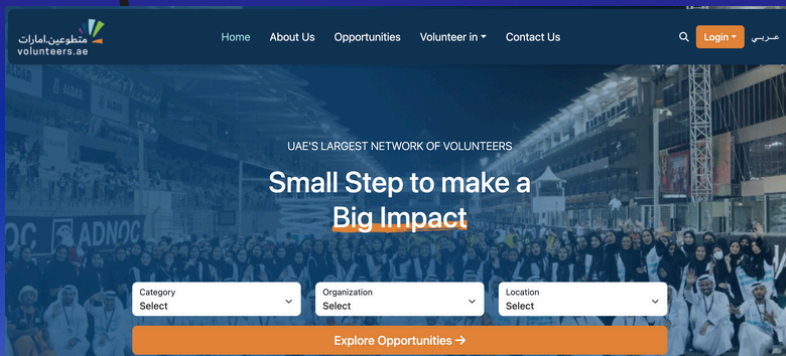 متطوعين.امارات
volunteers.ae
Home About Us Opportunities Volunteer in Contact Us Login عربي
UAE'S LARGEST NETWORK OF VOLUNTEERS
Small Step to make a
Big Impact
ALDAR
ADNOC
Category Organization Location
Select Select Select
Explore Opportunities →